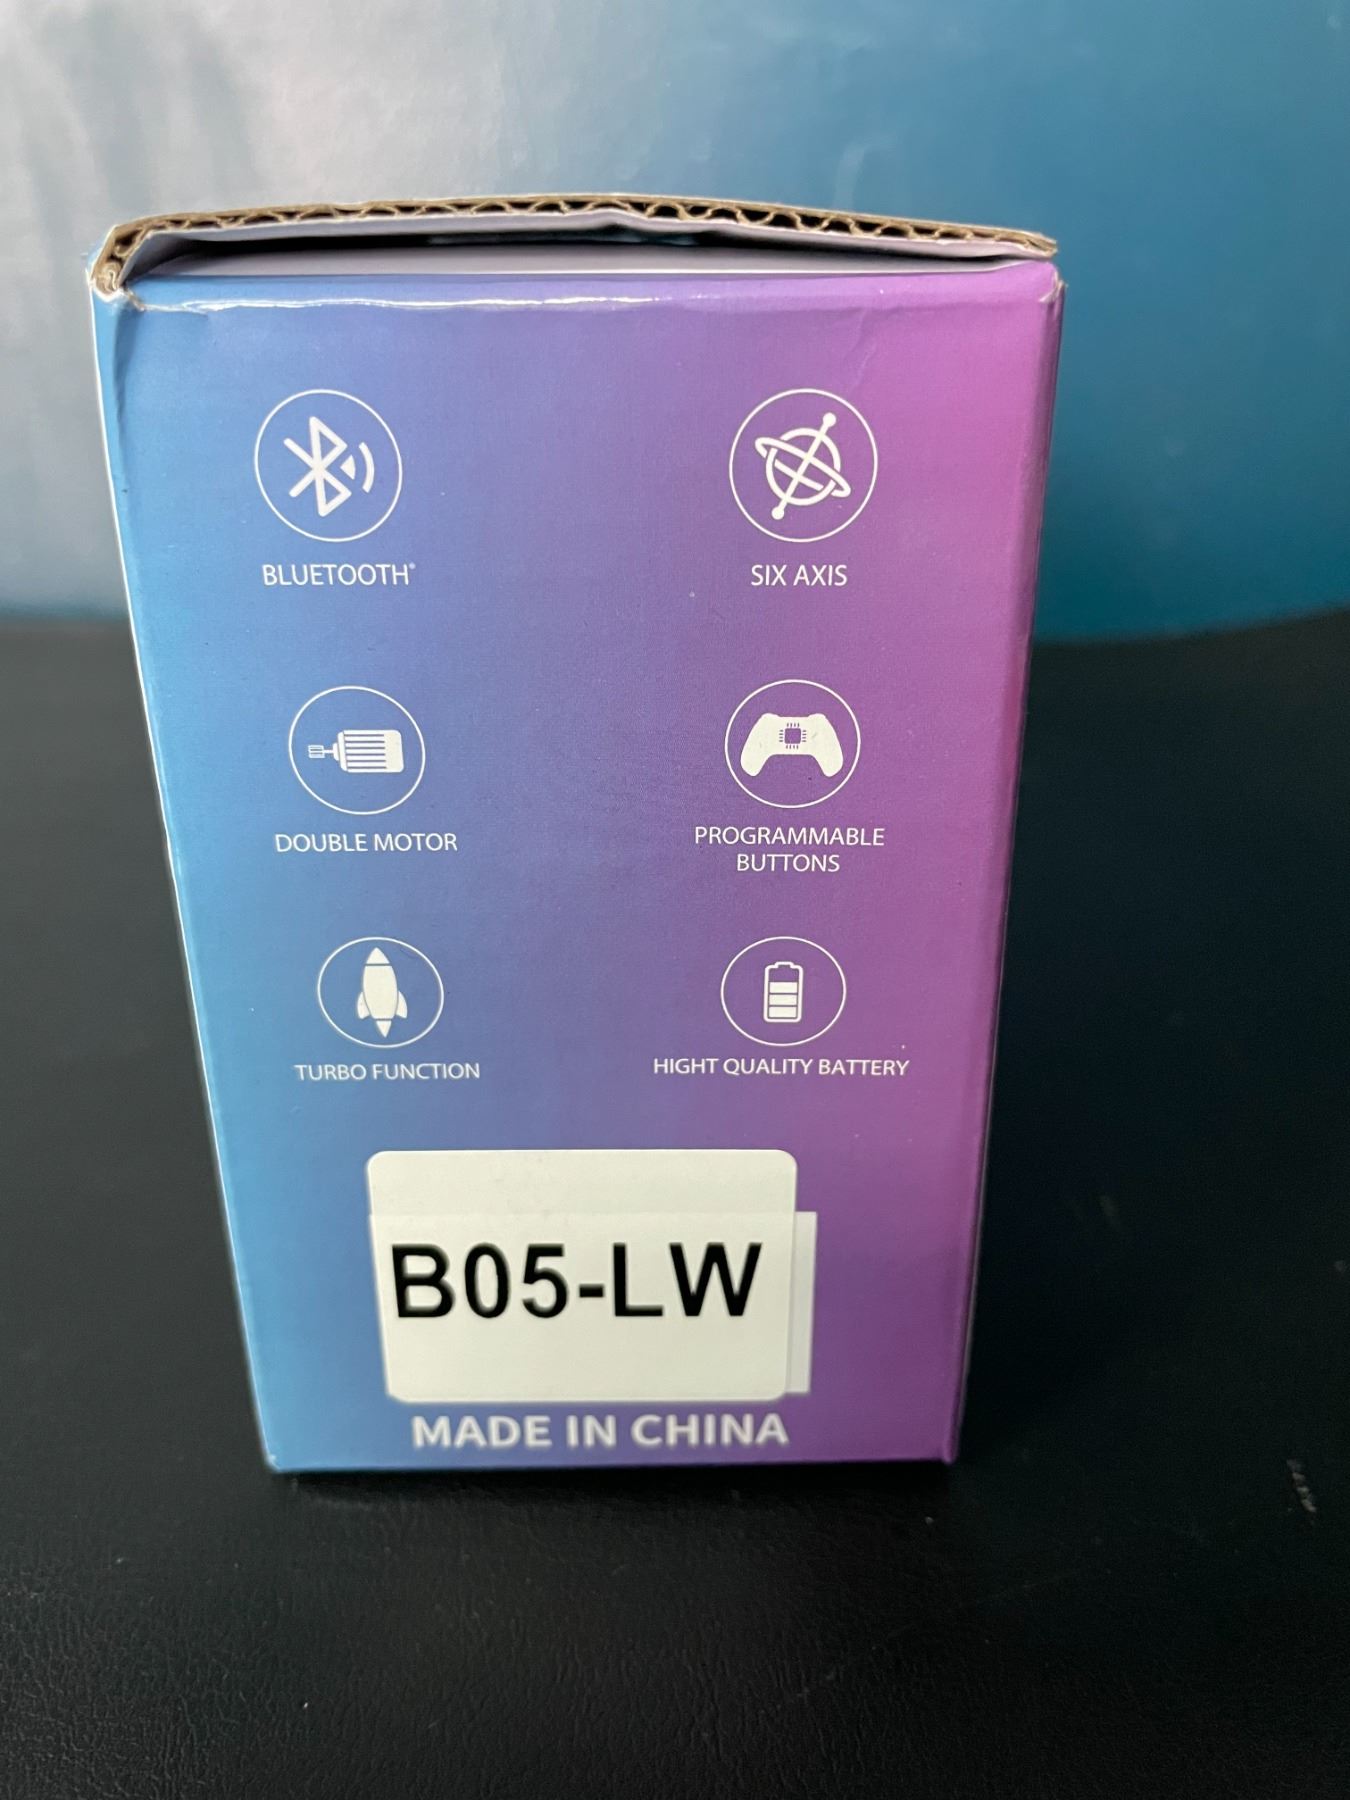 BLUETOOTH®
SIX AXIS
DOUBLE MOTOR
PROGRAMMABLE
BUTTONS
TURBO FUNCTION
HIGHT QUALITY BATTERY
B05-LW
MADE IN CHINA